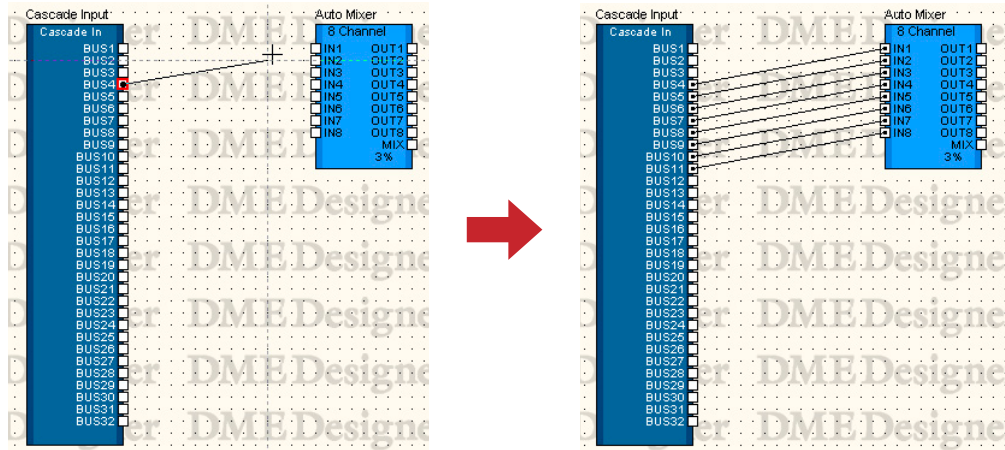 Cascade Input
Cascade In
BUS1
BUS2
BUS3
BUS4
BUS5
BUS6
BUS7
BUS8
BUS9
BUS10
BUS11
BUS12
BUS13
BUS14
BUS15
BUS16
BUS17
BUS18
BUS19
BUS20
BUS21
BUS22
BUS23
BUS24
BUS25
BUS26
BUS27
BUS28
BUS29
BUS30
BUS31
BUS32
Auto Mixer
8 Channel
IN1 OUT1
IN2 OUT2
IN3 OUT3
IN4 OUT4
IN5 OUT5
IN6 OUT6
IN7 OUT7
IN8 OUT8
MIX
3%
DME Designer
Cascade Input
Cascade In
BUS1
BUS2
BUS3
BUS4
BUS5
BUS6
BUS7
BUS8
BUS9
BUS10
BUS11
BUS12
BUS13
BUS14
BUS15
BUS16
BUS17
BUS18
BUS19
BUS20
BUS21
BUS22
BUS23
BUS24
BUS25
BUS26
BUS27
BUS28
BUS29
BUS30
BUS31
BUS32
Auto Mixer
8 Channel
IN1 OUT1
IN2 OUT2
IN3 OUT3
IN4 OUT4
IN5 OUT5
IN6 OUT6
IN7 OUT7
IN8 OUT8
MIX
3%
DME Designer